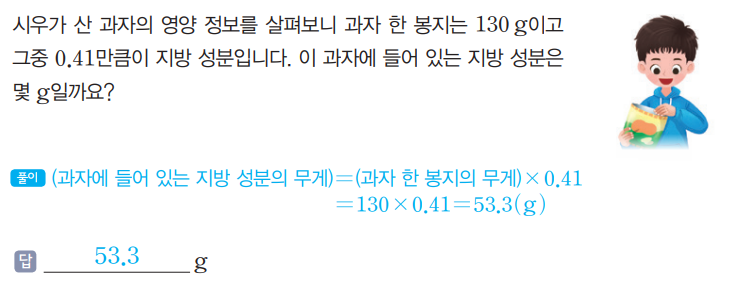 시우가 산 과자의 영양 정보를 살펴보니 과자 한 봉지는 130 g이고
그중 0.41만큼이 지방 성분입니다. 이 과자에 들어 있는 지방 성분은
몇 g일까요?
풀이 (과자에 들어 있는 지방 성분의 무게)=(과자 한 봉지의 무게)×0.41
=130×0.41=53.3(g)
답 53.3 g